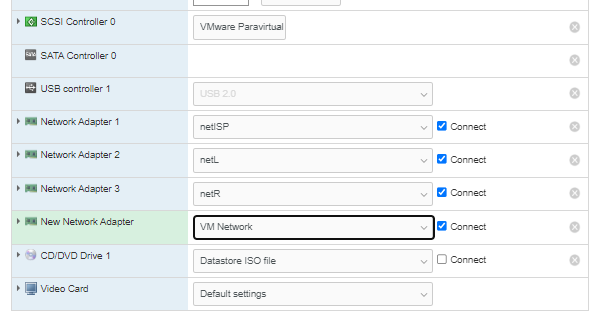 SCSI Controller 0
VMware Paravirtual
SATA Controller 0
USB controller 1
USB 2.0
Network Adapter 1
netISP
Connect
Network Adapter 2
netL
Connect
Network Adapter 3
netR
Connect
New Network Adapter
VM Network
Connect
CD/DVD Drive 1
Datastore ISO file
Connect
Video Card
Default settings